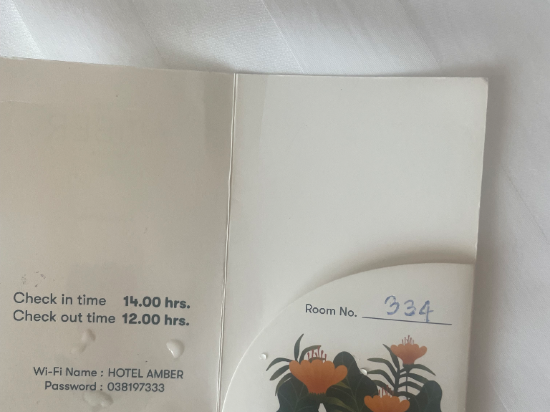 Check in time 14.00 hrs.
Check out time 12.00 hrs.
Wi-Fi Name : HOTEL AMBER
Password : 038197333
Room No. 334